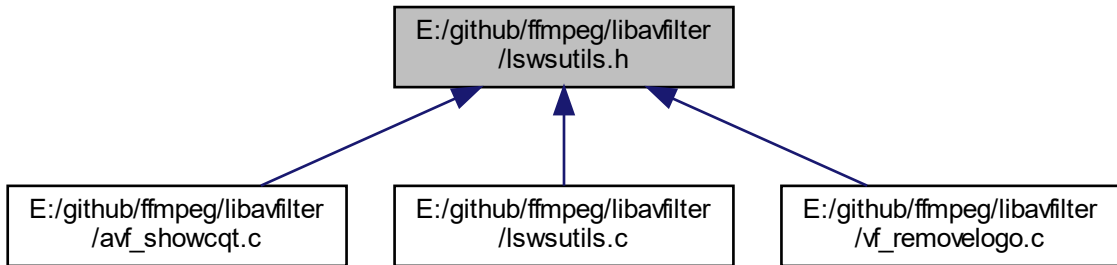 E:/github/ffmpeg/libavfilter
/lswsutils.h
E:/github/ffmpeg/libavfilter
/avf_showcqt.c
E:/github/ffmpeg/libavfilter
/lswsutils.c
E:/github/ffmpeg/libavfilter
/vf_removelogo.c